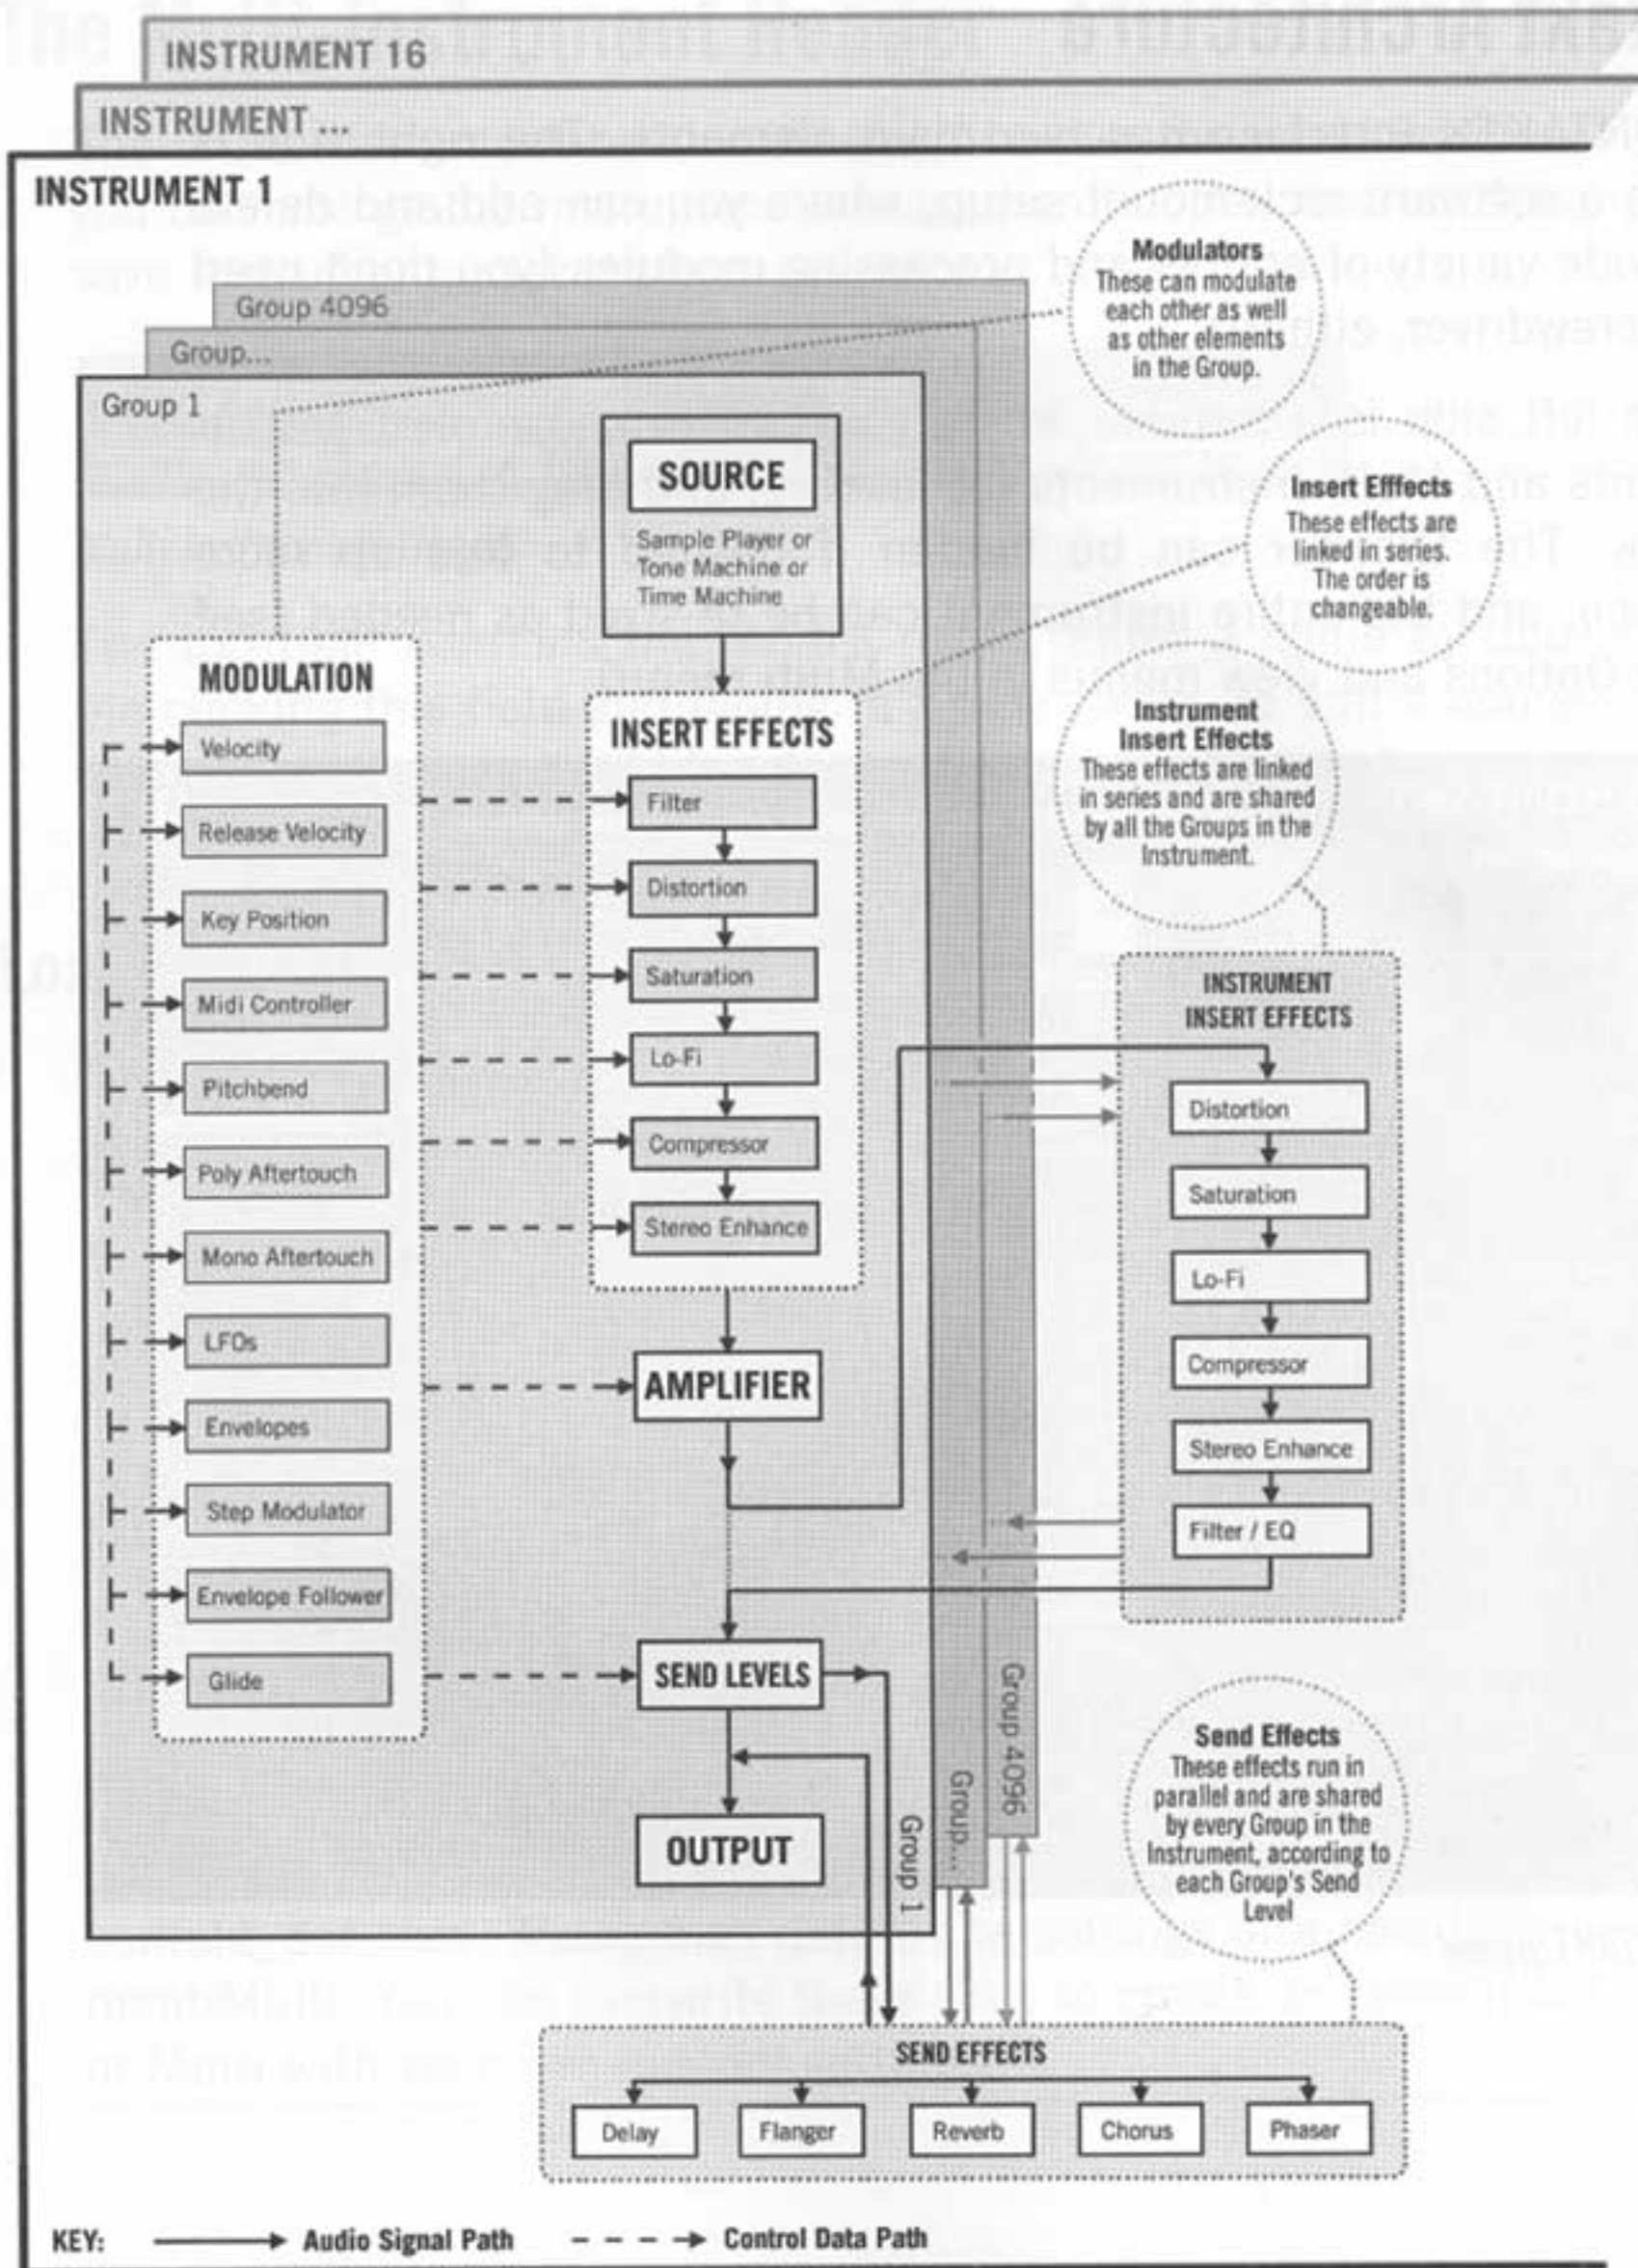 INSTRUMENT 16
INSTRUMENT ...
INSTRUMENT 1
Group 4096
Group...
Group 1
Modulators
These can modulate
each other as well
as other elements
in the Group.
SOURCE
Sample Player or
Tone Machine or
Time Machine
Insert Efffects
These effects are
linked in series.
The order is
changeable.
MODULATION
Velocity
Release Velocity
Key Position
Midi Controller
Pitchbend
Poly Aftertouch
Mono Aftertouch
LFOs
Envelopes
Step Modulator
Envelope Follower
Glide
INSERT EFFECTS
Filter
Distortion
Saturation
Lo-Fi
Compressor
Stereo Enhance
AMPLIFIER
SEND LEVELS
OUTPUT
Group 1
Group...
Group 4096
Instrument
Insert Effects
These effects are linked
in series and are shared
by all the Groups in the
Instrument.
INSTRUMENT
INSERT EFFECTS
Distortion
Saturation
Lo-Fi
Compressor
Stereo Enhance
Filter / EQ
Send Effects
These effects run in
parallel and are shared
by every Group in the
Instrument, according to
each Group's Send
Level
SEND EFFECTS
Delay
Flanger
Reverb
Chorus
Phaser
KEY:
Audio Signal Path
Control Data Path